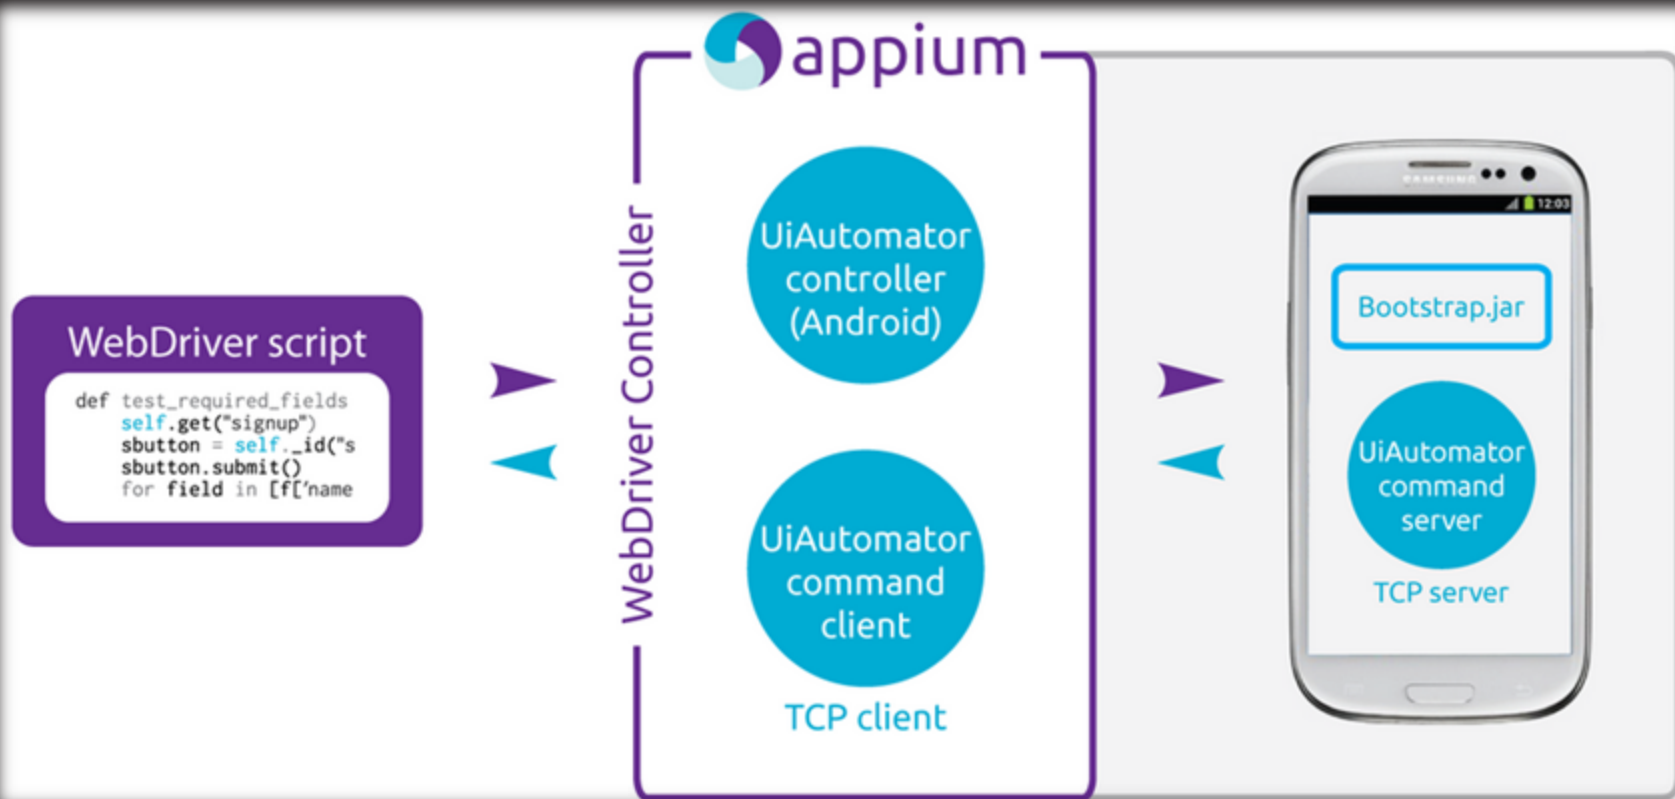 appium
WebDriver Controller
WebDriver script
def test_required_fields
self.get("signup")
sbutton = self._id("s
sbutton.submit()
for field in [f['name
UiAutomator
controller
(Android)
UiAutomator
command
client
TCP client
SAMSUNG
12:03
Bootstrap.jar
UiAutomator
command
server
TCP server